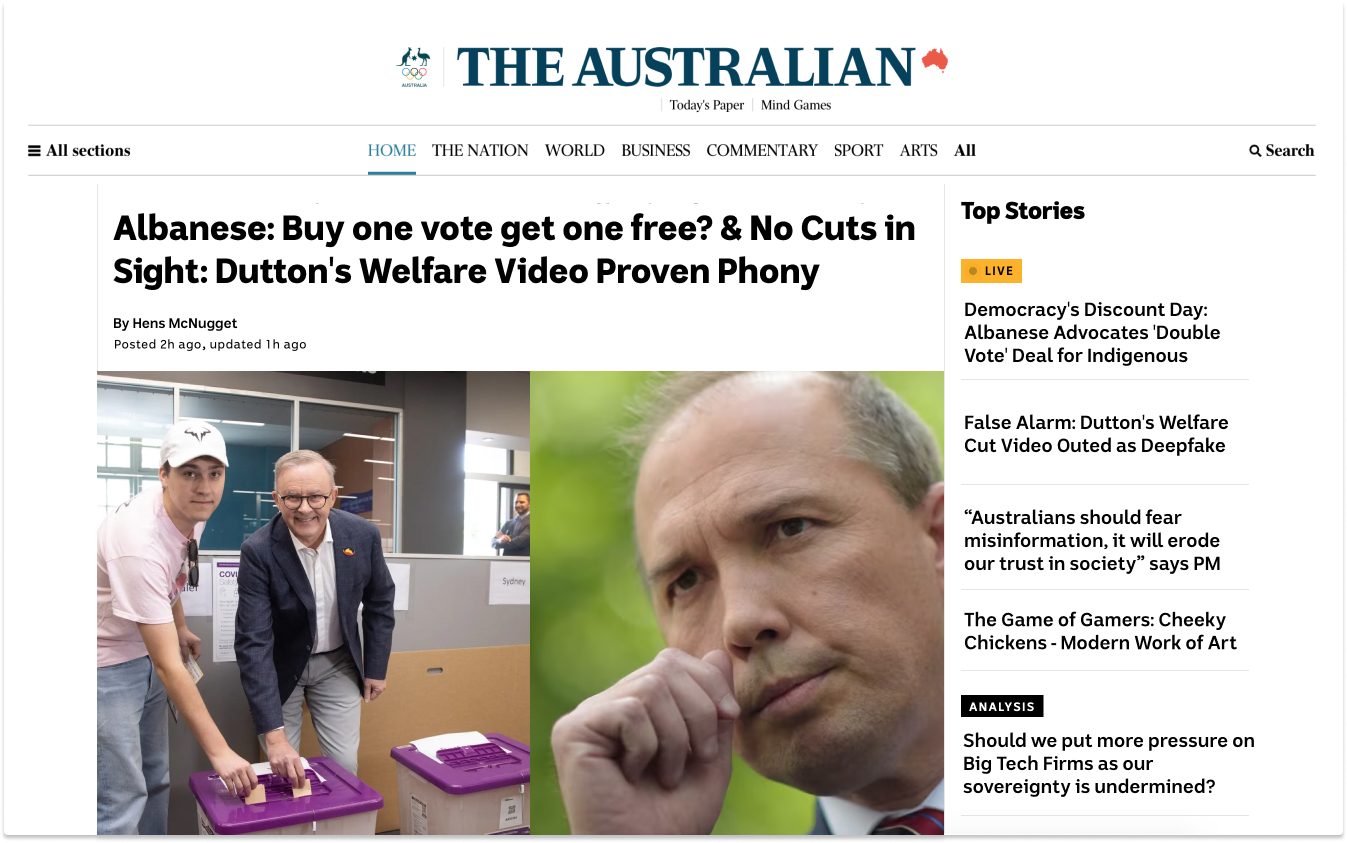 AUSTRALIA
THE AUSTRALIAN
Today's Paper
Mind Games
All sections
HOME
THE NATION
WORLD
BUSINESS
COMMENTARY
SPORT
ARTS
All
Search
Albanese: Buy one vote get one free? & No Cuts in
Sight: Dutton's Welfare Video Proven Phony
By Hens McNugget
Posted 2h ago, updated 1h ago
COVI
Sydney
Top Stories
LIVE
Democracy's Discount Day:
Albanese Advocates 'Double
Vote' Deal for Indigenous
False Alarm: Dutton's Welfare
Cut Video Outed as Deepfake
“Australians should fear
misinformation, it will erode
our trust in society” says PM
The Game of Gamers: Cheeky
Chickens - Modern Work of Art
ANALYSIS
Should we put more pressure on
Big Tech Firms as our
sovereignty is undermined?